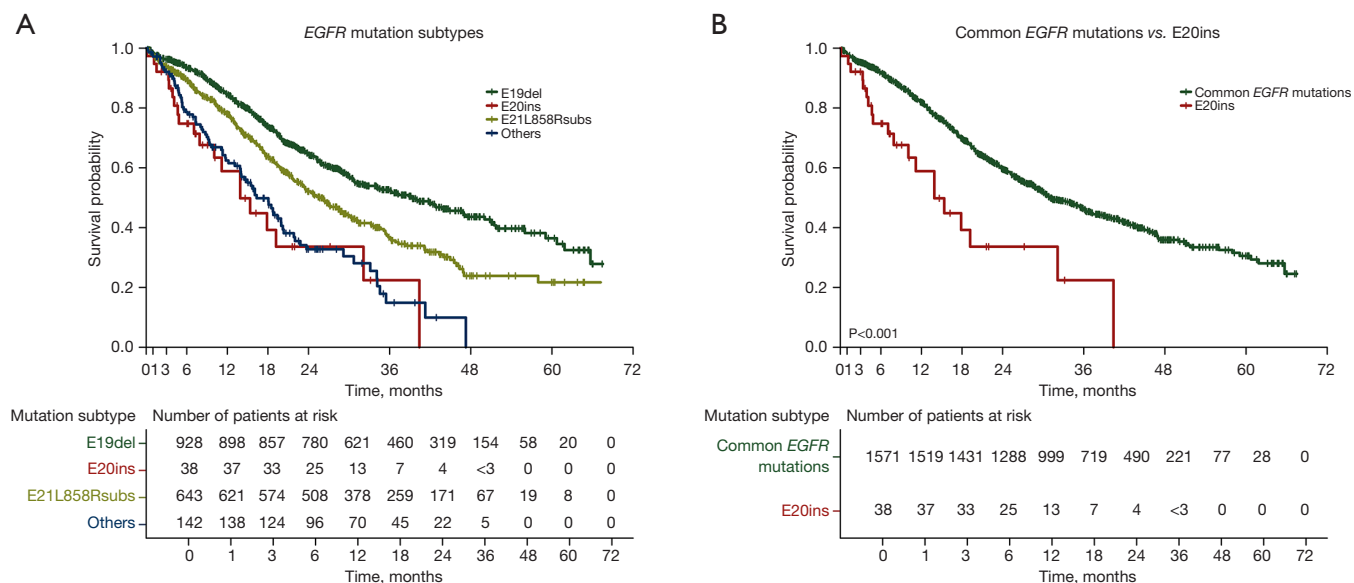 A
EGFR mutation subtypes
1.0
0.8
0.6
0.4
0.2
0.0
Survival probability
E19del
E20ins
E21L858Rsubs
Others
0 1 3 6 12 18 24 36 48 60 72
Time, months
Mutation subtype Number of patients at risk
E19del 928 898 857 780 621 460 319 154 58 20 0
E20ins 38 37 33 25 13 7 4 <3 0 0 0
E21L858Rsubs 643 621 574 508 378 259 171 67 19 8 0
Others 142 138 124 96 70 45 22 5 0 0 0
0 1 3 6 12 18 24 36 48 60 72
Time, months
B
Common EGFR mutations vs. E20ins
1.0
0.8
0.6
0.4
0.2
0.0
Survival probability
Common EGFR mutations
E20ins
P<0.001
0 1 3 6 12 18 24 36 48 60 72
Time, months
Mutation subtype Number of patients at risk
Common EGFR
mutations 1571 1519 1431 1288 999 719 490 221 77 28 0
E20ins 38 37 33 25 13 7 4 <3 0 0 0
0 1 3 6 12 18 24 36 48 60 72
Time, months